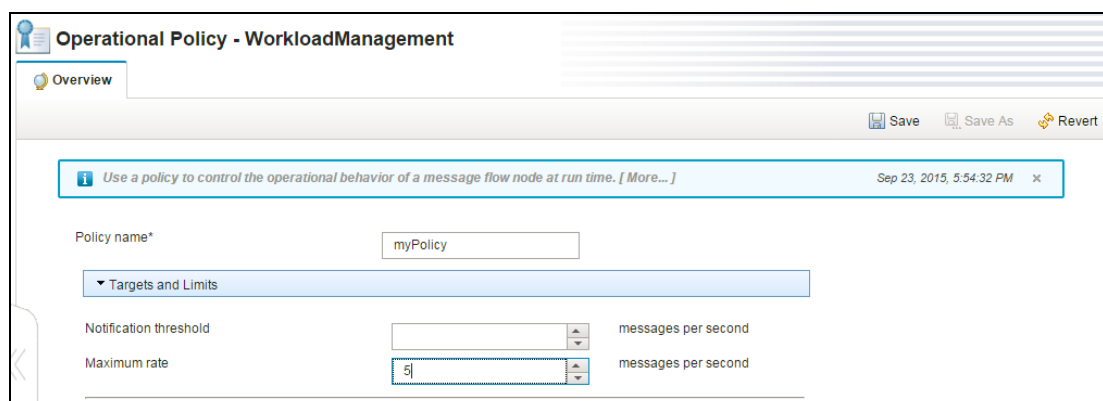 Operational Policy - WorkloadManagement
Overview
Save Save As Revert
Use a policy to control the operational behavior of a message flow node at run time. [ More... ] Sep 23, 2015, 5:54:32 PM ×
Policy name* myPolicy
Targets and Limits
Notification threshold messages per second
Maximum rate 5 messages per second